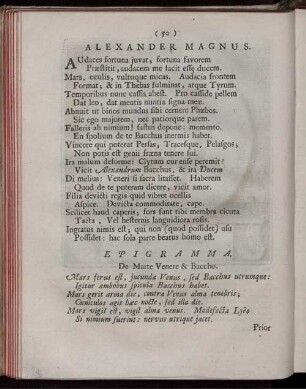 (50)
ALEXANDER MAGNUS.
AUdaces fortuna juvat, fortuna favorem
Præstitit, audacem me facit esse ducem.
Mars, oculis, vultuque micas. Audacia frontem
Format, & in Thebas fulminat, atque Tyrum.
Temporibus nunc cassis abest. Pro casside pellem
Dat leo, dat mentis nuntia signa meæ.
Abnuit ut binos mundus sibi cernere Phœbos.
Sic ego majorem, nec patiorque parem.
Falleris ah nimium! fastus depone: momento
En spolium de te Bacchus inermis habet.
Vincere qui poterat Persas, Tracesque, Pelasgos,
Non potis est genii fræna tenere sui.
Ira malum deforme! Clytum cur ense peremit?
Vicit Alexandrum Bacchus, & ira Ducem
Di melius: Veneri si sacra litasset. Haberem
Quod de te poteram dicere, vicit amor.
Filia devicti regis quid vibret ocellis
Aspice. Devicta commoditate, cape.
Scilicet haud caperis; fors sunt tibi membra cicuta
Tacta, Vel hesternis languidiora rosis.
Ingratus nimis est, qui non (quod possidet) usu
Possidet: hac sola parte beatus homo est.
EPIGRAMMA.
De Marte Venere & Baccho.
Mars ferus est, jucunda Venus, sed Bacchus utrumque:
Igitur ambobus spicula Bacchus habet.
Mars gerit arma die, contra Venus alma tenebris;
Cuniculos agit hæc nocte, sed illa die.
Mars vigil est, vigil alma venus. Madefacta Lyæo
Si nimium fuerint: nervus utrique jacet.
Prior